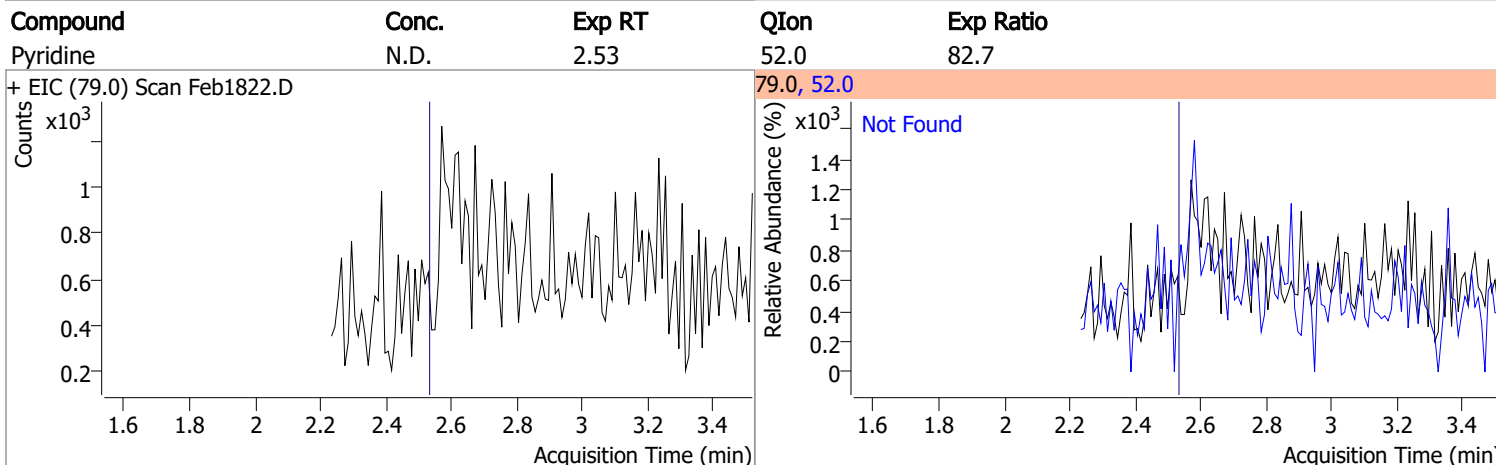 Compound Conc. Exp RT QIon Exp Ratio
Pyridine N.D. 2.53 52.0 82.7
+ EIC (79.0) Scan Feb1822.D
Counts
x10³
1
0.8
0.6
0.4
0.2
1.6 1.8 2 2.2 2.4 2.6 2.8 3 3.2 3.4
Acquisition Time (min)
79.0, 52.0
Relative Abundance (%)
x10³
Not Found
1.4
1.2
1
0.8
0.6
0.4
0.2
0
1.6 1.8 2 2.2 2.4 2.6 2.8 3 3.2 3.4
Acquisition Time (min)